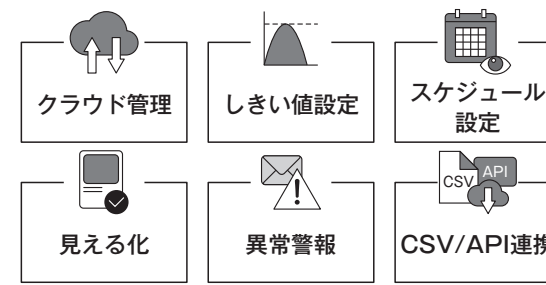 クラウド管理
しきい値設定
スケジュール
設定
見える化
異常警報
CSV
API
CSV/API連携